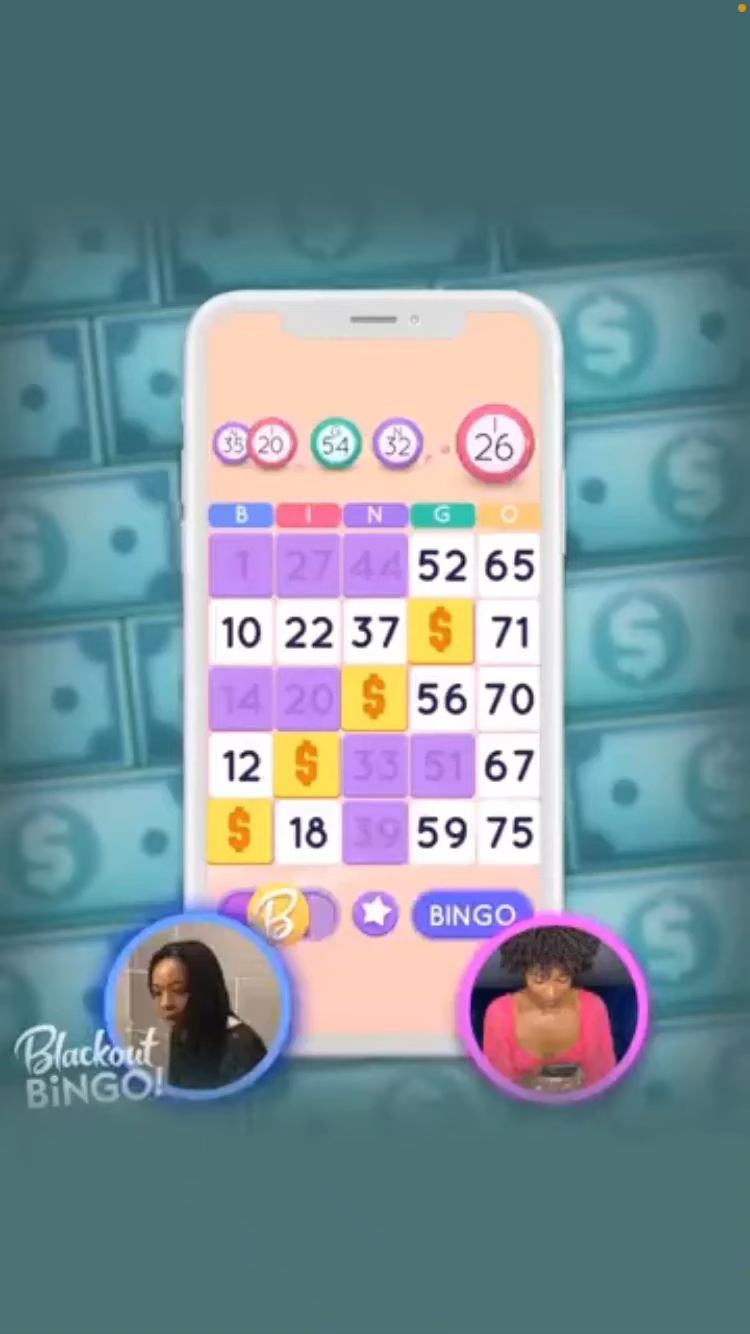 N 35 I 20 G 54 N 32 I 26
B I N G O
1 27 44 52 65
10 22 37 $ 71
14 20 $ 56 70
12 $ 33 51 67
$ 18 39 59 75
B BINGO
Blackout
BiNGO!